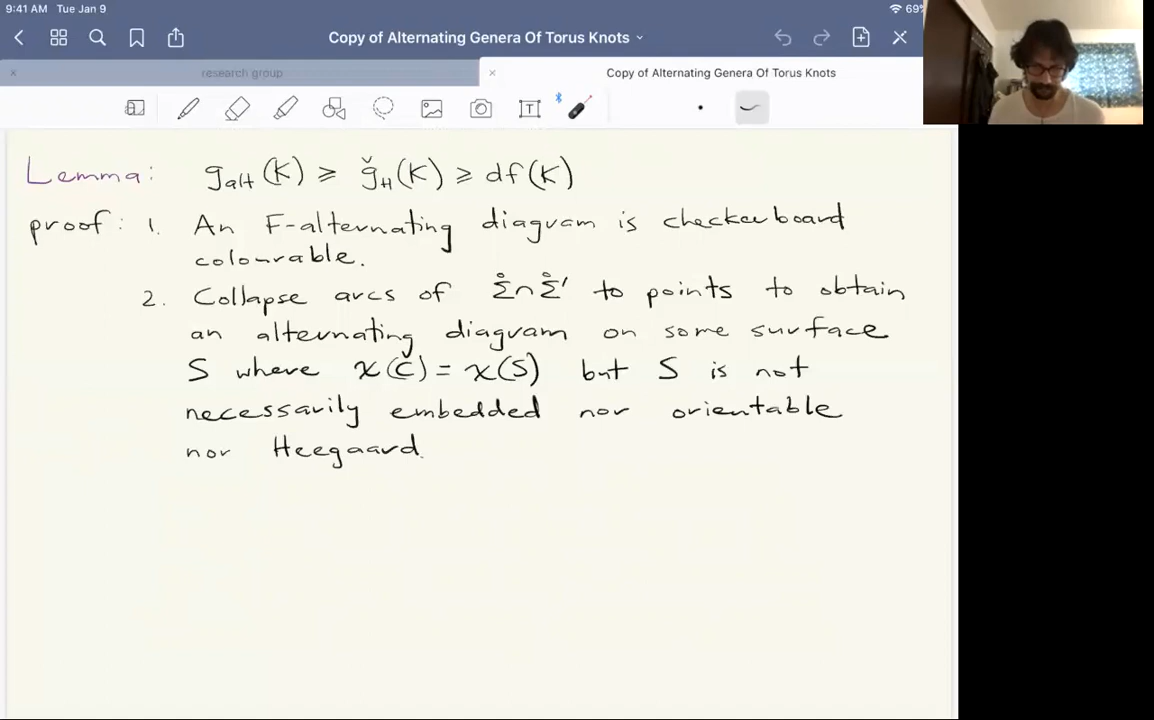 9:41 AM Tue Jan 9
69%
Copy of Alternating Genera Of Torus Knots
research group
Copy of Alternating Genera Of Torus Knots
T
Lemma: g_alt(K) ⩾ ǧ_H(K) ⩾ df(K)
proof: 1. An F-alternating diagram is checkerboard
colourable.
2. Collapse arcs of Σ̊∩Σ̊′ to points to obtain
an alternating diagram on some surface
S where χ(C) = χ(S) but S is not
necessarily embedded nor orientable
nor Heegaard.